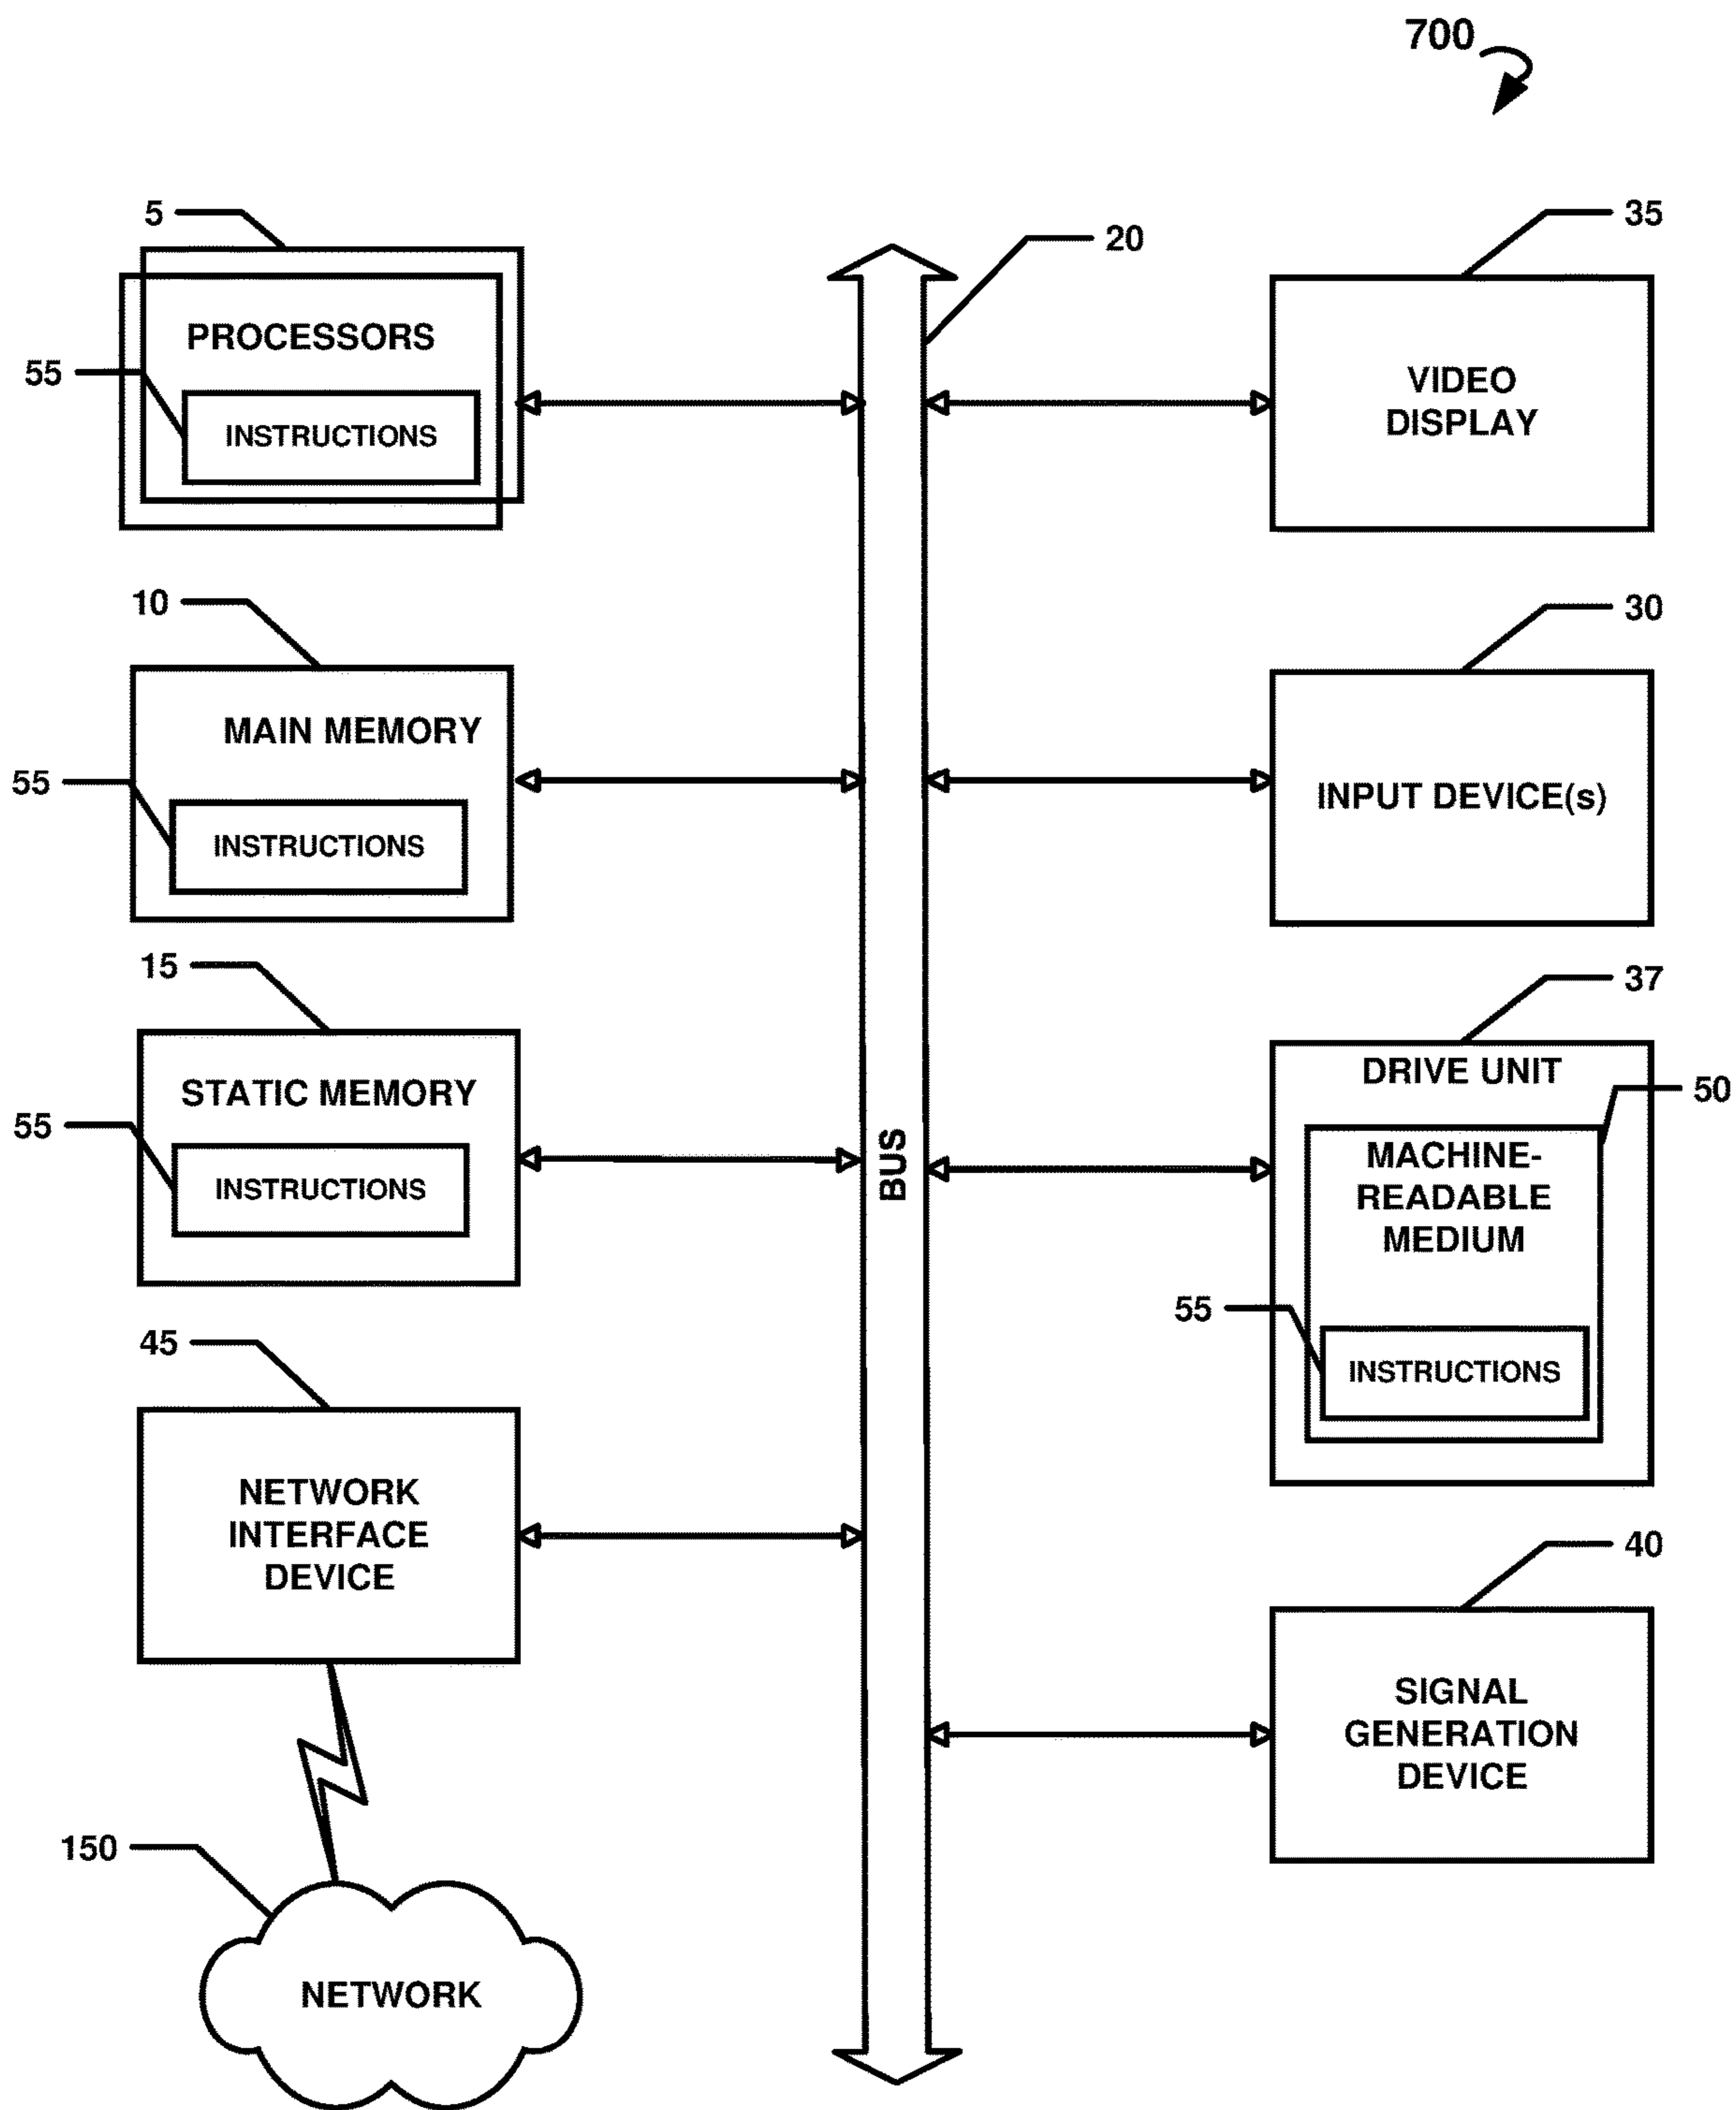 700
5
PROCESSORS
55
INSTRUCTIONS
10
MAIN MEMORY
55
INSTRUCTIONS
15
STATIC MEMORY
55
INSTRUCTIONS
45
NETWORK
INTERFACE
DEVICE
150
NETWORK
20
BUS
35
VIDEO
DISPLAY
30
INPUT DEVICE(s)
37
DRIVE UNIT
50
MACHINE-
READABLE
MEDIUM
55
INSTRUCTIONS
40
SIGNAL
GENERATION
DEVICE